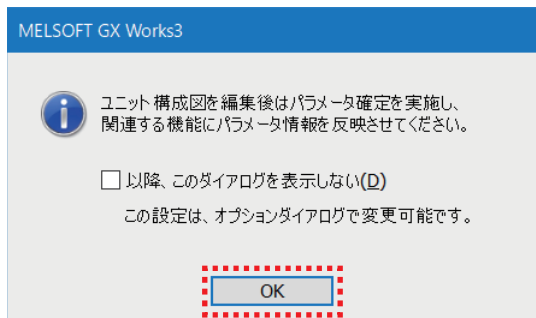 MELSOFT GX Works3
ユニット構成図を編集後はパラメータ確定を実施し、
関連する機能にパラメータ情報を反映させてください。
以降、このダイアログを表示しない(D)
この設定は、オプションダイアログで変更可能です。
OK